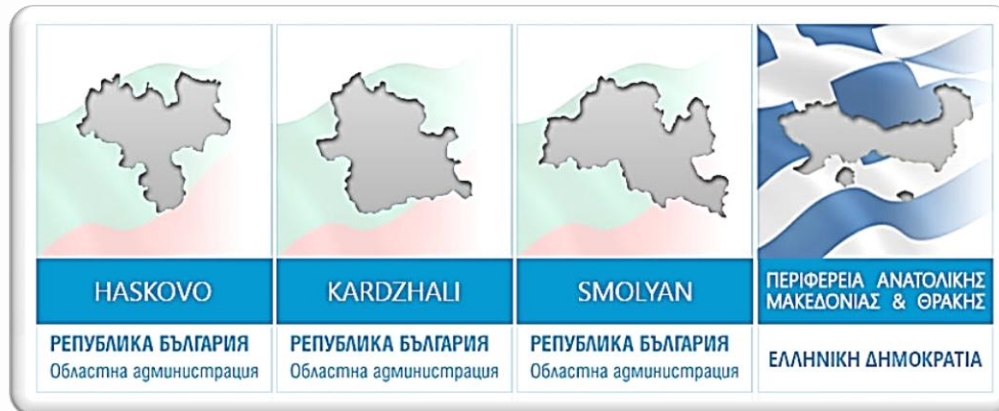 HASKOVO
РЕПУБЛИКА БЪЛГАРИЯ
Областна администрация
KARDZHALI
РЕПУБЛИКА БЪЛГАРИЯ
Областна администрация
SMOLYAN
РЕПУБЛИКА БЪЛГАРИЯ
Областна администрация
ΠΕΡΙΦΕΡΕΙΑ ΑΝΑΤΟΛΙΚΗΣ
ΜΑΚΕΔΟΝΙΑΣ & ΘΡΑΚΗΣ
ΕΛΛΗΝΙΚΗ ΔΗΜΟΚΡΑΤΙΑ